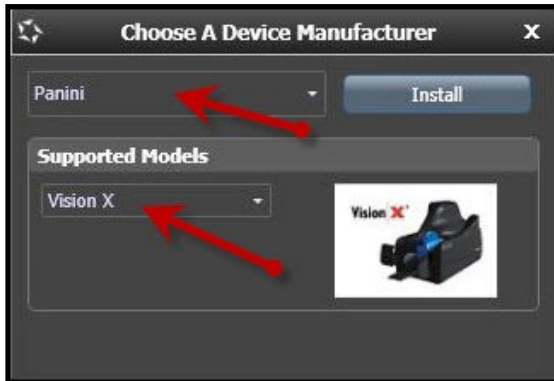 Choose A Device Manufacturer X
Panini
Install
Supported Models
Vision X
Vision X